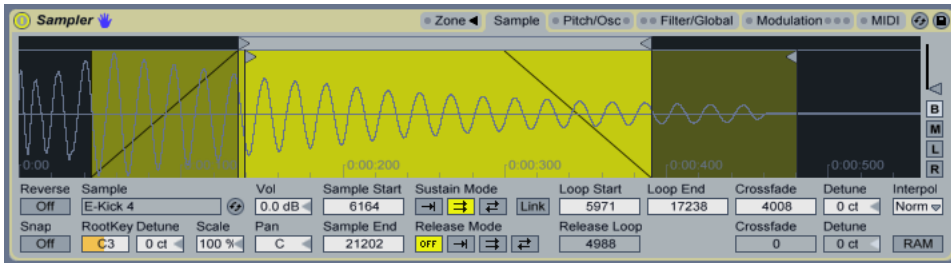 Sampler Zone Sample Pitch/Osc Filter/Global Modulation MIDI
0:00 0:00:100 0:00:200 0:00:300 0:00:400 0:00:500
B
M
L
R
Reverse Sample Vol Sample Start Sustain Mode Loop Start Loop End Crossfade Detune Interpol
Off E-Kick 4 0.0 dB 6164 Link 5971 17238 4008 0 ct Norm
Snap RootKey Detune Scale Pan Sample End Release Mode Release Loop Crossfade Detune
Off C3 0 ct 100 % C 21202 OFF 4988 0 0 ct RAM